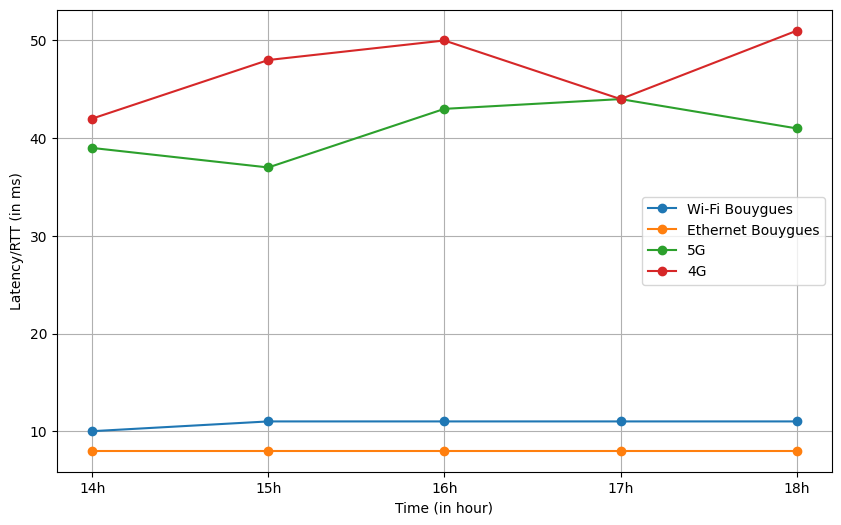 50
40
30
20
10
Latency/RTT (in ms)
Wi-Fi Bouygues
Ethernet Bouygues
5G
4G
14h
15h
16h
17h
18h
Time (in hour)